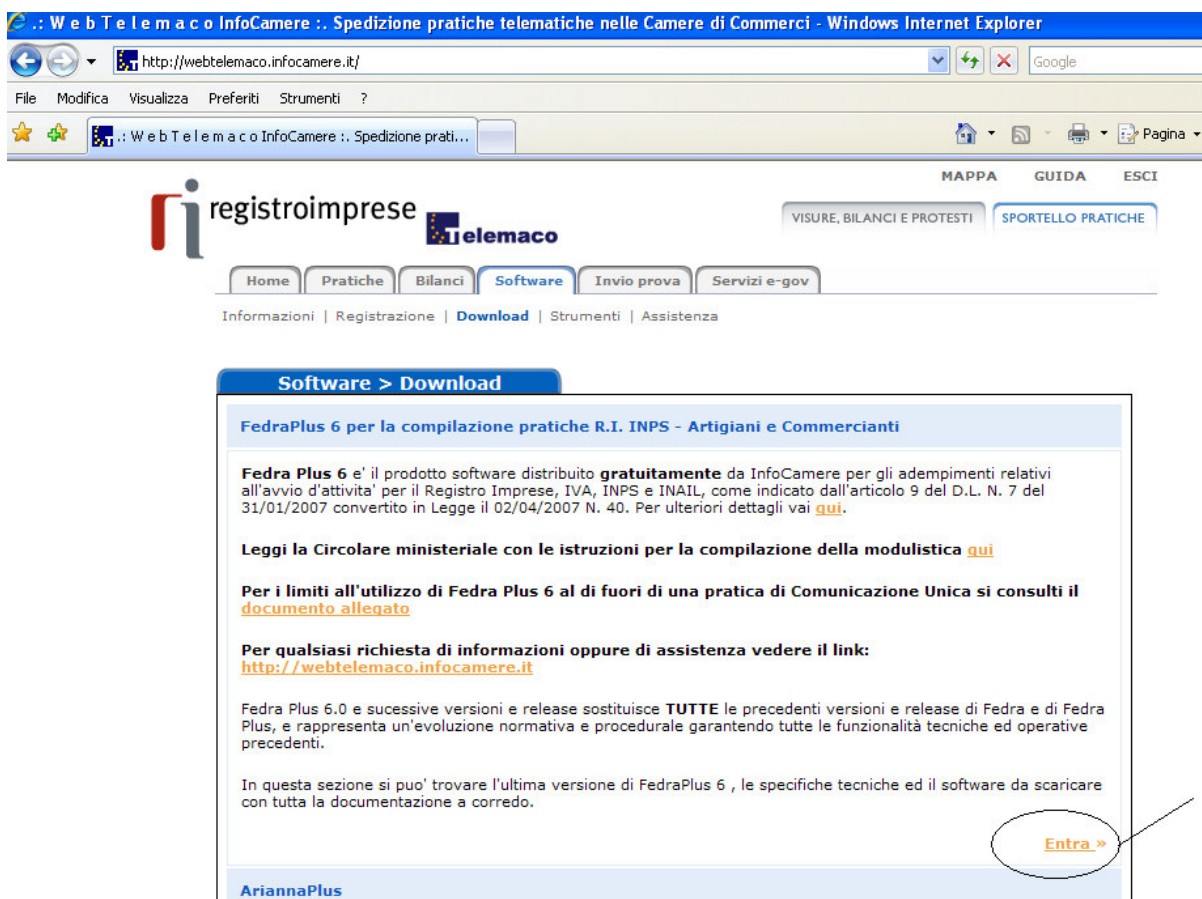 .: W e b T e l e m a c o InfoCamere :. Spedizione pratiche telematiche nelle Camere di Commerci - Windows Internet Explorer
http://webtelemaco.infocamere.it/
Google
File Modifica Visualizza Preferiti Strumenti ?
.: W e b T e l e m a c o InfoCamere :. Spedizione prati...
Pagina
MAPPA GUIDA ESCI
ri registroimprese
Telemaco
VISURE, BILANCI E PROTESTI SPORTELLO PRATICHE
Home Pratiche Bilanci Software Invio prova Servizi e-gov
Informazioni | Registrazione | Download | Strumenti | Assistenza
Software > Download
FedraPlus 6 per la compilazione pratiche R.I. INPS - Artigiani e Commercianti
Fedra Plus 6 e' il prodotto software distribuito gratuitamente da InfoCamere per gli adempimenti relativi
all'avvio d'attivita' per il Registro Imprese, IVA, INPS e INAIL, come indicato dall'articolo 9 del D.L. N. 7 del
31/01/2007 convertito in Legge il 02/04/2007 N. 40. Per ulteriori dettagli vai qui.
Leggi la Circolare ministeriale con le istruzioni per la compilazione della modulistica qui
Per i limiti all'utilizzo di Fedra Plus 6 al di fuori di una pratica di Comunicazione Unica si consulti il
documento allegato
Per qualsiasi richiesta di informazioni oppure di assistenza vedere il link:
http://webtelemaco.infocamere.it
Fedra Plus 6.0 e sucessive versioni e release sostituisce TUTTE le precedenti versioni e release di Fedra e di Fedra
Plus, e rappresenta un'evoluzione normativa e procedurale garantendo tutte le funzionalità tecniche ed operative
precedenti.
In questa sezione si puo' trovare l'ultima versione di FedraPlus 6 , le specifiche tecniche ed il software da scaricare
con tutta la documentazione a corredo.
Entra »
AriannaPlus